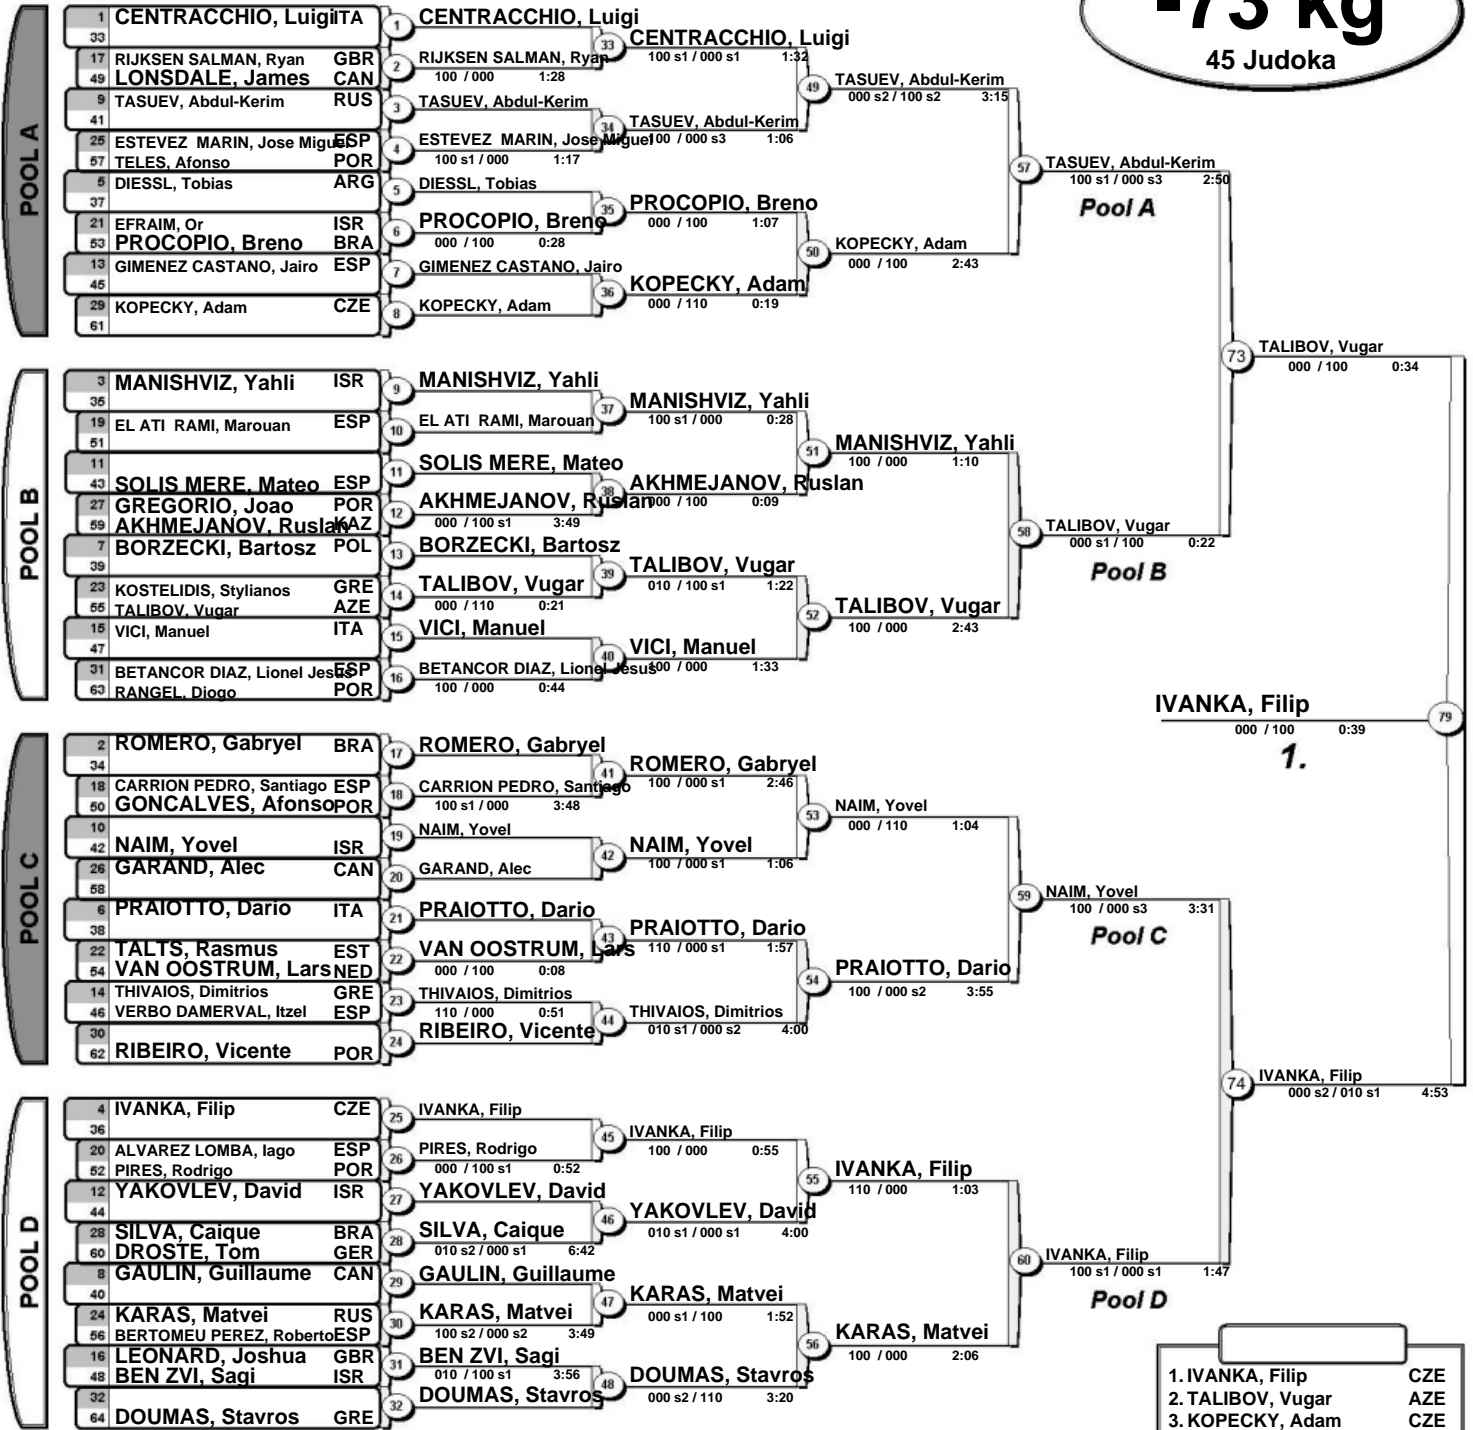 -73 kg
45 Judoka
POOL A
1 CENTRACCHIO, Luigi ITA
33
17 RIJKSEN SALMAN, Ryan GBR
49 LONSDALE, James CAN
9 TASUEV, Abdul-Kerim RUS
41
25 ESTEVEZ MARIN, Jose Miguel ESP
57 TELES, Afonso POR
5 DIESSL, Tobias ARG
37
21 EFRAIM, Or ISR
53 PROCOPIO, Breno BRA
13 GIMENEZ CASTANO, Jairo ESP
45
29 KOPECKY, Adam CZE
61
1 CENTRACCHIO, Luigi
2 RIJKSEN SALMAN, Ryan
100 / 000 1:28
3 TASUEV, Abdul-Kerim
4 ESTEVEZ MARIN, Jose Miguel
100 s1 / 000 1:17
5 DIESSL, Tobias
6 PROCOPIO, Breno
000 / 100 0:28
7 GIMENEZ CASTANO, Jairo
8 KOPECKY, Adam
33 CENTRACCHIO, Luigi
100 s1 / 000 s1 1:32
34 TASUEV, Abdul-Kerim
100 / 000 s3 1:06
35 PROCOPIO, Breno
000 / 100 1:07
36 KOPECKY, Adam
000 / 110 0:19
49 TASUEV, Abdul-Kerim
000 s2 / 100 s2 3:15
50 KOPECKY, Adam
000 / 100 2:43
57 TASUEV, Abdul-Kerim
100 s1 / 000 s3 2:50
Pool A
POOL B
3 MANISHVIZ, Yahli ISR
35
19 EL ATI RAMI, Marouan ESP
51
11
43 SOLIS MERE, Mateo ESP
27 GREGORIO, Joao POR
59 AKHMEJANOV, Ruslan KAZ
7 BORZECKI, Bartosz POL
39
23 KOSTELIDIS, Stylianos GRE
55 TALIBOV, Vugar AZE
15 VICI, Manuel ITA
47
31 BETANCOR DIAZ, Lionel Jesus ESP
63 RANGEL, Diogo POR
9 MANISHVIZ, Yahli
10 EL ATI RAMI, Marouan
11 SOLIS MERE, Mateo
12 AKHMEJANOV, Ruslan
000 / 100 s1 3:49
13 BORZECKI, Bartosz
14 TALIBOV, Vugar
000 / 110 0:21
15 VICI, Manuel
16 BETANCOR DIAZ, Lionel Jesus
100 / 000 0:44
37 MANISHVIZ, Yahli
100 s1 / 000 0:28
38 AKHMEJANOV, Ruslan
000 / 100 0:09
39 TALIBOV, Vugar
010 / 100 s1 1:22
40 VICI, Manuel
100 / 000 1:33
51 MANISHVIZ, Yahli
100 / 000 1:10
52 TALIBOV, Vugar
100 / 000 2:43
58 TALIBOV, Vugar
000 s1 / 100 0:22
Pool B
73 TALIBOV, Vugar
000 / 100 0:34
POOL C
2 ROMERO, Gabryel BRA
34
18 CARRION PEDRO, Santiago ESP
50 GONCALVES, Afonso POR
10
42 NAIM, Yovel ISR
26 GARAND, Alec CAN
58
6 PRAIOTTO, Dario ITA
38
22 TALTS, Rasmus EST
54 VAN OOSTRUM, Lars NED
14 THIVAIOS, Dimitrios GRE
46 VERBO DAMERVAL, Itzel ESP
30
62 RIBEIRO, Vicente POR
17 ROMERO, Gabryel
18 CARRION PEDRO, Santiago
100 s1 / 000 3:48
19 NAIM, Yovel
20 GARAND, Alec
21 PRAIOTTO, Dario
22 VAN OOSTRUM, Lars
000 / 100 0:08
23 THIVAIOS, Dimitrios
110 / 000 0:51
24 RIBEIRO, Vicente
41 ROMERO, Gabryel
100 / 000 s1 2:46
42 NAIM, Yovel
100 / 000 s1 1:06
43 PRAIOTTO, Dario
110 / 000 s1 1:57
44 THIVAIOS, Dimitrios
010 s1 / 000 s2 4:00
53 NAIM, Yovel
000 / 110 1:04
54 PRAIOTTO, Dario
100 / 000 s2 3:55
59 NAIM, Yovel
100 / 000 s3 3:31
Pool C
IVANKA, Filip 79
000 / 100 0:39
1.
POOL D
4 IVANKA, Filip CZE
36
20 ALVAREZ LOMBA, Iago ESP
52 PIRES, Rodrigo POR
12 YAKOVLEV, David ISR
44
28 SILVA, Caique BRA
60 DROSTE, Tom GER
8 GAULIN, Guillaume CAN
40
24 KARAS, Matvei RUS
56 BERTOMEU PEREZ, Roberto ESP
16 LEONARD, Joshua GBR
48 BEN ZVI, Sagi ISR
32
64 DOUMAS, Stavros GRE
25 IVANKA, Filip
26 PIRES, Rodrigo
000 / 100 s1 0:52
27 YAKOVLEV, David
28 SILVA, Caique
010 s2 / 000 s1 6:42
29 GAULIN, Guillaume
30 KARAS, Matvei
100 s2 / 000 s2 3:49
31 BEN ZVI, Sagi
010 / 100 s1 3:56
32 DOUMAS, Stavros
45 IVANKA, Filip
100 / 000 0:55
46 YAKOVLEV, David
010 s1 / 000 s1 4:00
47 KARAS, Matvei
000 s1 / 100 1:52
48 DOUMAS, Stavros
000 s2 / 110 3:20
55 IVANKA, Filip
110 / 000 1:03
56 KARAS, Matvei
100 / 000 2:06
60 IVANKA, Filip
100 s1 / 000 s1 1:47
Pool D
74 IVANKA, Filip
000 s2 / 010 s1 4:53
1. IVANKA, Filip CZE
2. TALIBOV, Vugar AZE
3. KOPECKY, Adam CZE